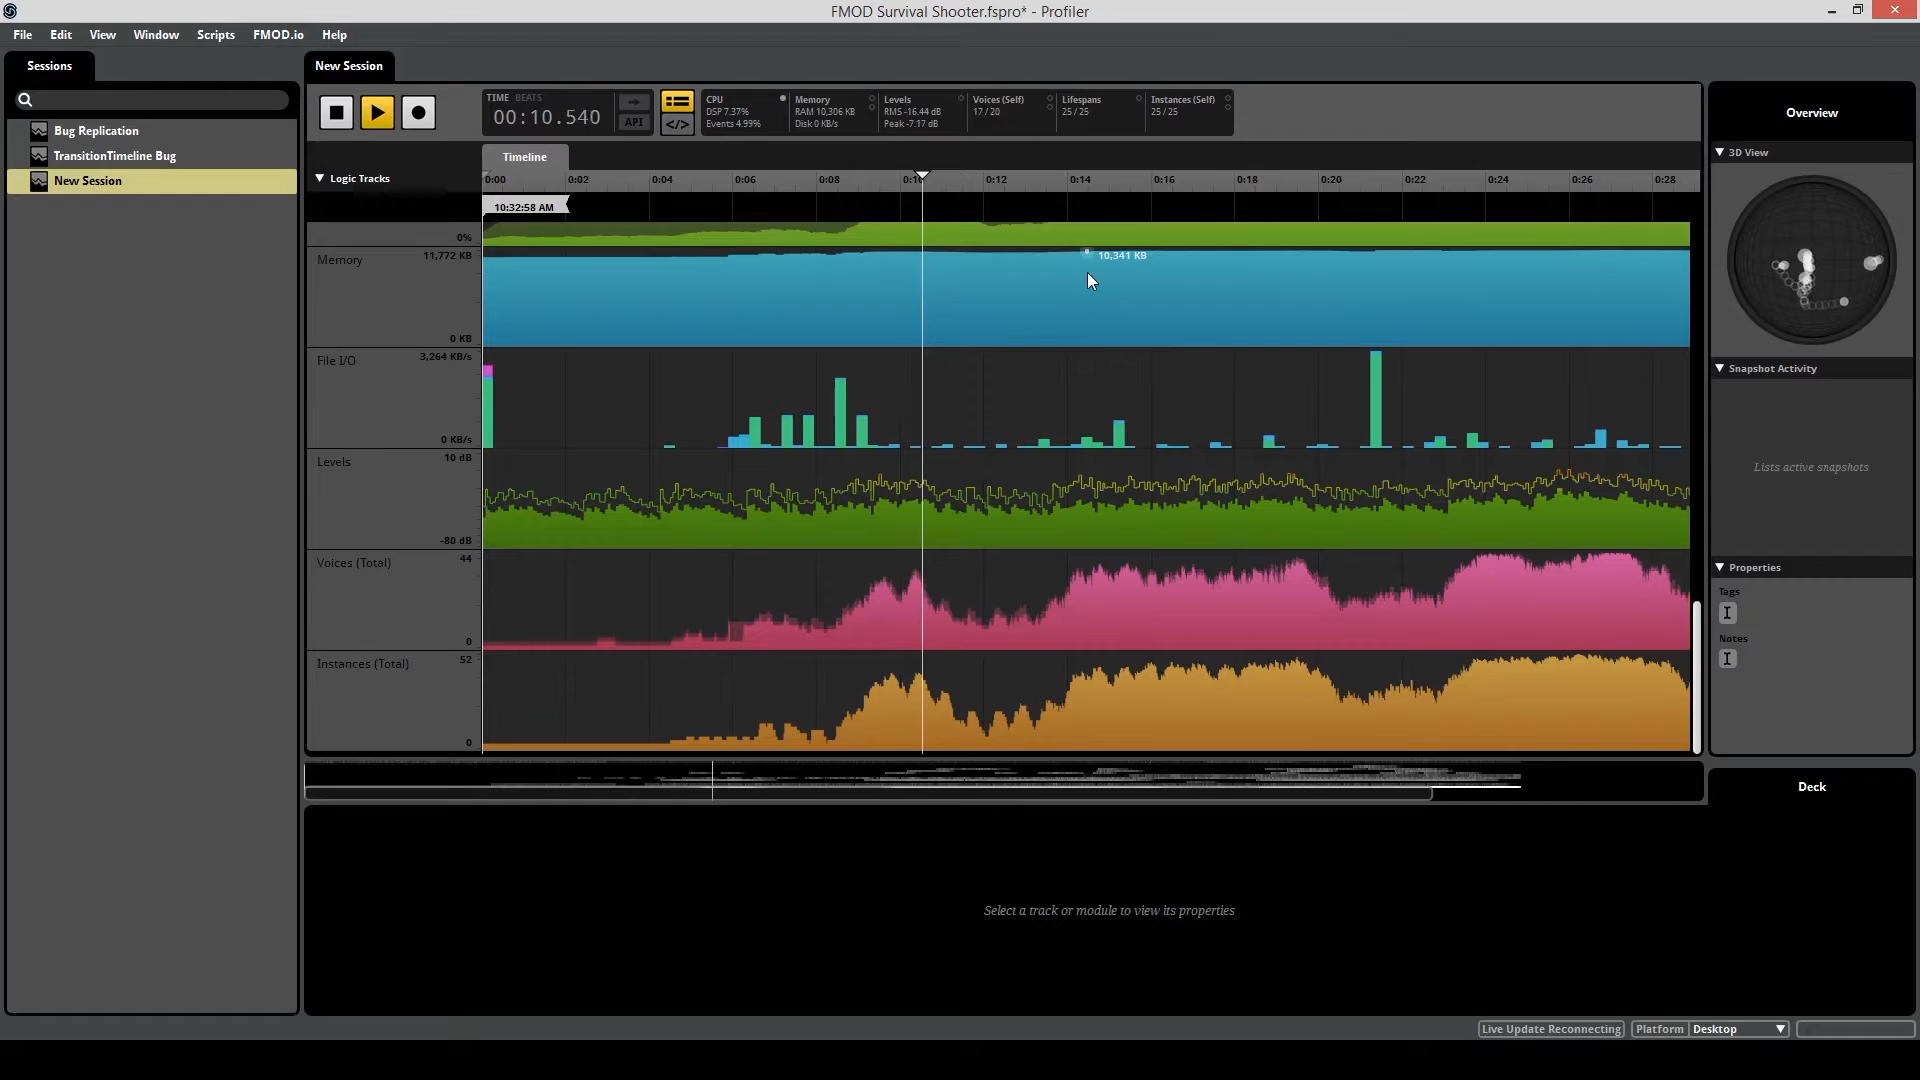 FMOD Survival Shooter.fspro* - Profiler
File Edit View Window Scripts FMOD.io Help
Sessions
New Session
Bug Replication
TransitionTimeline Bug
New Session
TIME BEATS
00:10.540
API
</>
CPU
DSP 7.37%
Events 4.99%
Memory
RAM 10,306 KB
Disk 0 KB/s
Levels
RMS -16.44 dB
Peak -7.17 dB
Voices (Self)
17 / 20
Lifespans
25 / 25
Instances (Self)
25 / 25
Timeline
Logic Tracks
0:00 0:02 0:04 0:06 0:08 0:10 0:12 0:14 0:16 0:18 0:20 0:22 0:24 0:26 0:28
10:32:58 AM
0%
Memory 11,772 KB
10,341 KB
0 KB
File I/O 3,264 KB/s
0 KB/s
Levels 10 dB
-80 dB
Voices (Total) 44
0
Instances (Total) 52
0
Select a track or module to view its properties
Overview
3D View
Snapshot Activity
Lists active snapshots
Properties
Tags
Notes
Deck
Live Update Reconnecting Platform Desktop